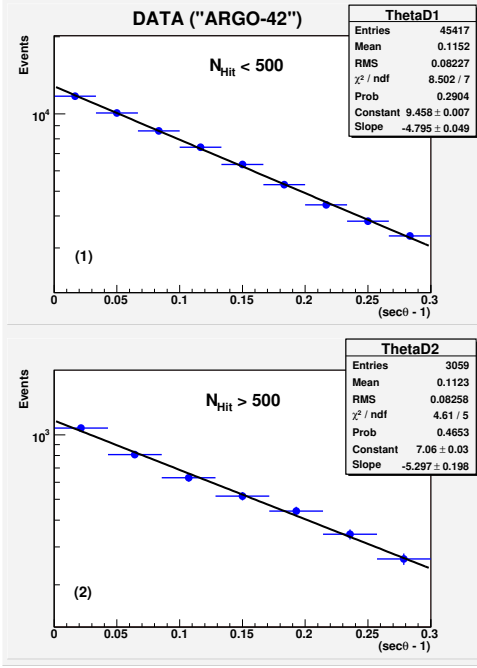 DATA ("ARGO-42")
ThetaD1
Entries 45417
Mean 0.1152
RMS 0.08227
χ² / ndf 8.502 / 7
Prob 0.2904
Constant 9.458 ± 0.007
Slope -4.795 ± 0.049
Events
N_Hit < 500
10⁴
(1)
0 0.05 0.1 0.15 0.2 0.25 0.3
(secθ - 1)
ThetaD2
Entries 3059
Mean 0.1123
RMS 0.08258
χ² / ndf 4.61 / 5
Prob 0.4653
Constant 7.06 ± 0.03
Slope -5.297 ± 0.198
Events
N_Hit > 500
10³
(2)
0 0.05 0.1 0.15 0.2 0.25 0.3
(secθ - 1)